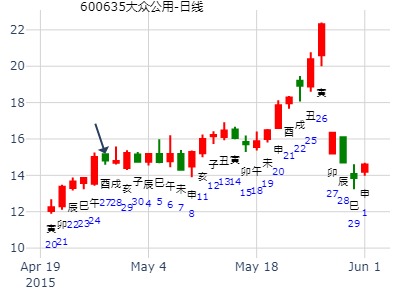 600635大众公用-日线
22
20
18
16
14
12
10
寅
20
卯
21
辰
22
巳
23
午
24
酉
27
戌
28
亥
29
子
30
辰
4
巳
5
午
6
未
7
申
8
亥
11
子
12
丑
13
寅
14
卯
15
午
18
未
19
申
20
酉
21
戌
22
丑
25
寅
26
卯
27
辰
28
巳
29
申
1
Apr 19
2015
May 4
May 18
Jun 1